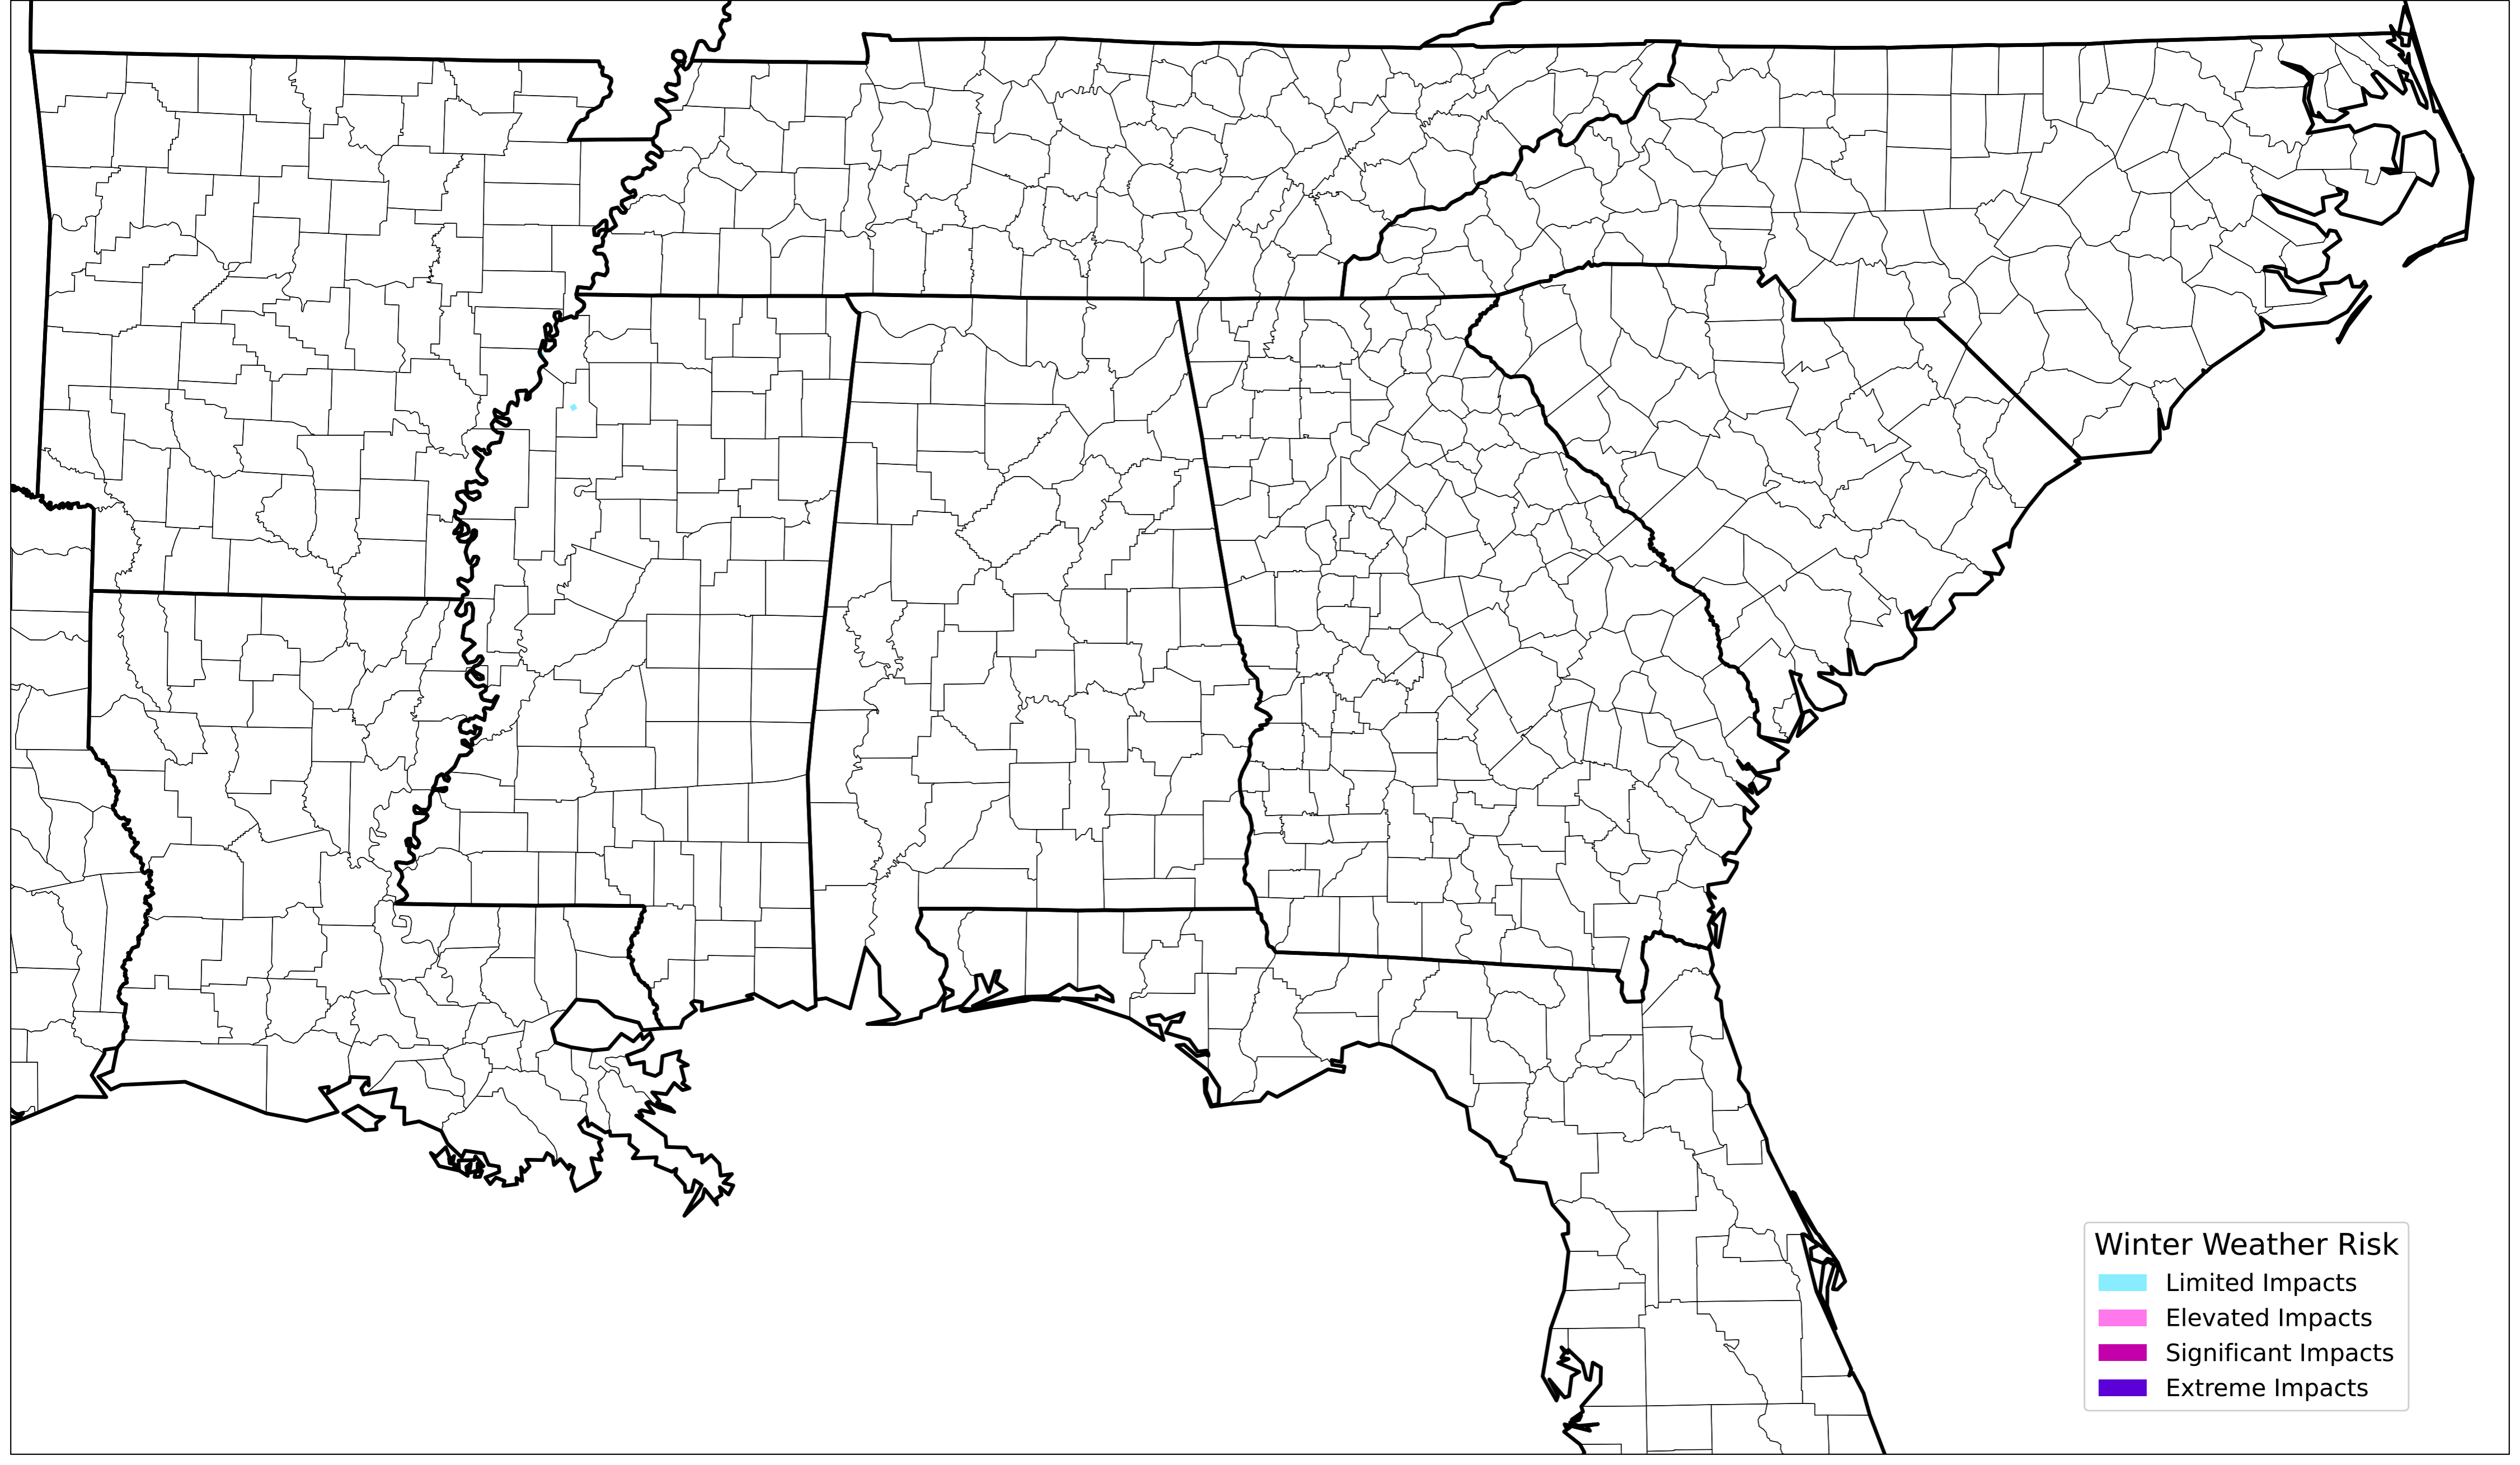 Winter Weather Risk
Limited Impacts
Elevated Impacts
Significant Impacts
Extreme Impacts